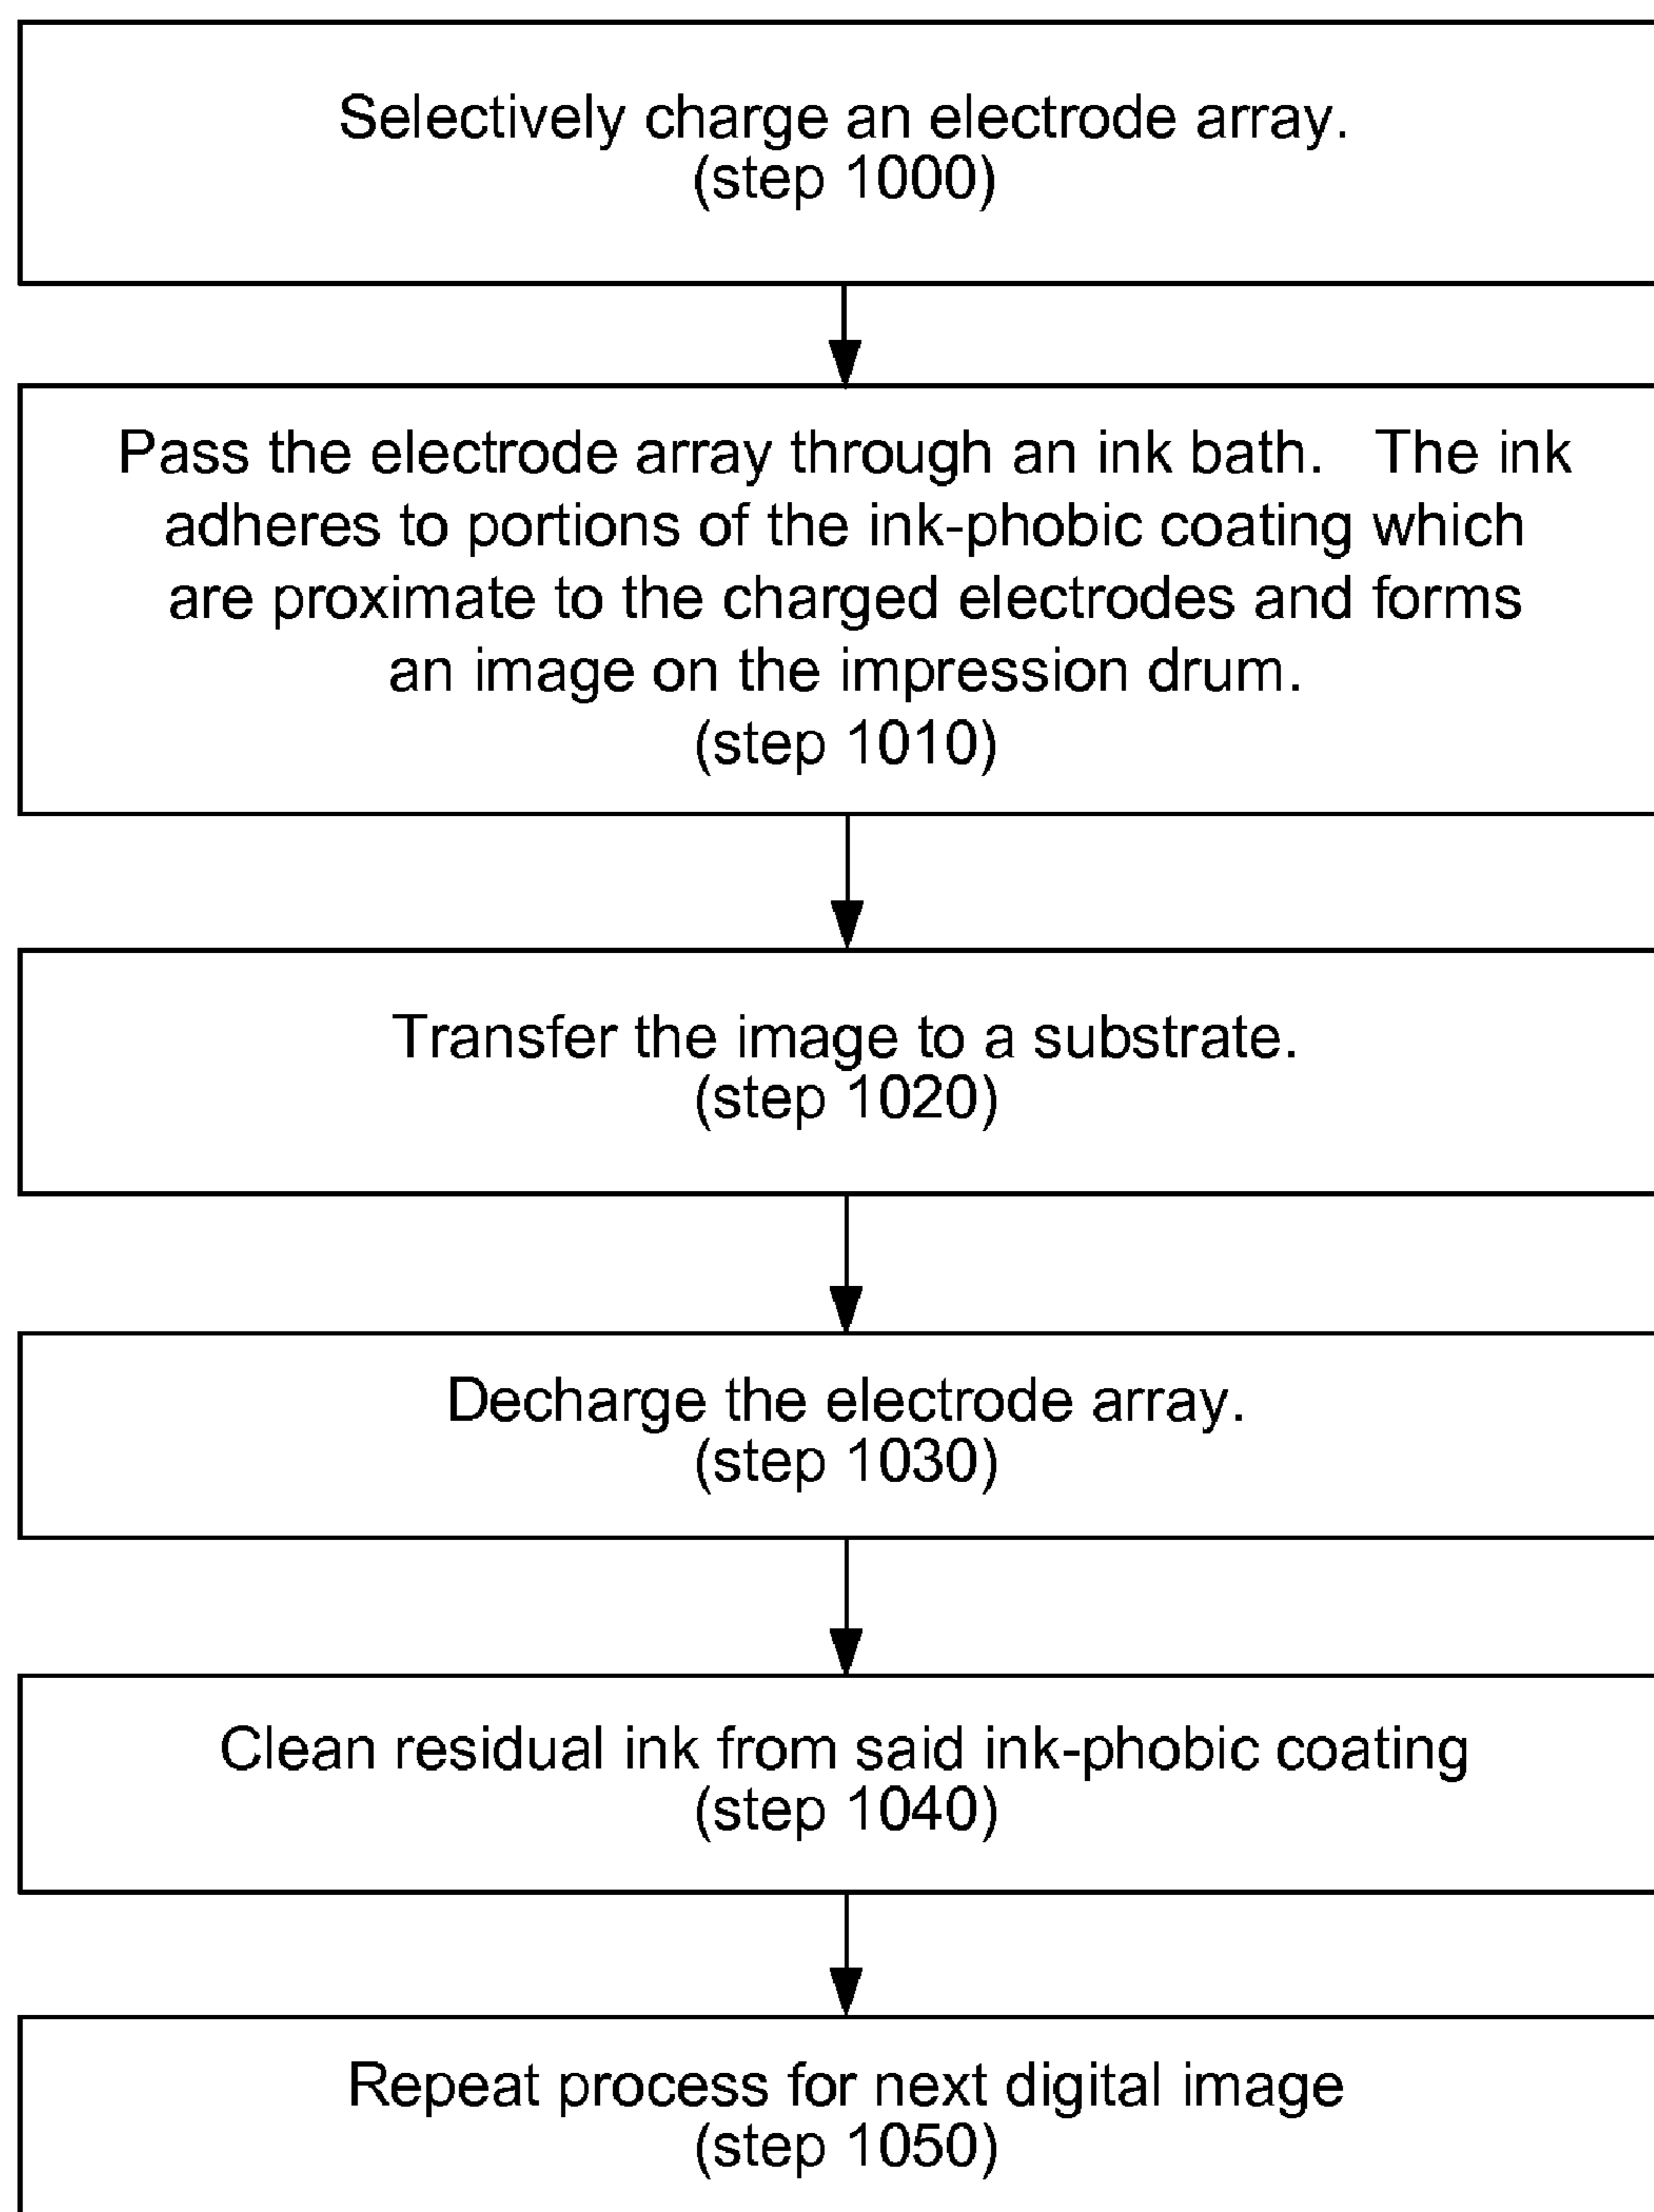 Selectively charge an electrode array.
(step 1000)
Pass the electrode array through an ink bath. The ink
adheres to portions of the ink-phobic coating which
are proximate to the charged electrodes and forms
an image on the impression drum.
(step 1010)
Transfer the image to a substrate.
(step 1020)
Decharge the electrode array.
(step 1030)
Clean residual ink from said ink-phobic coating
(step 1040)
Repeat process for next digital image
(step 1050)